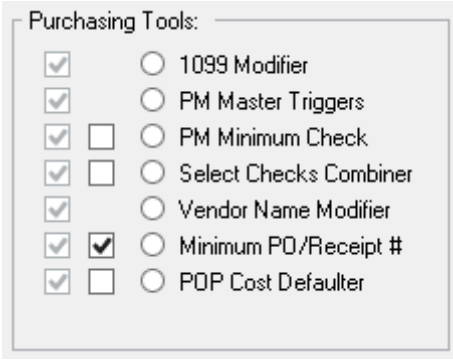 Purchasing Tools:
1099 Modifier
PM Master Triggers
PM Minimum Check
Select Checks Combiner
Vendor Name Modifier
Minimum PO/Receipt #
POP Cost Defaulter